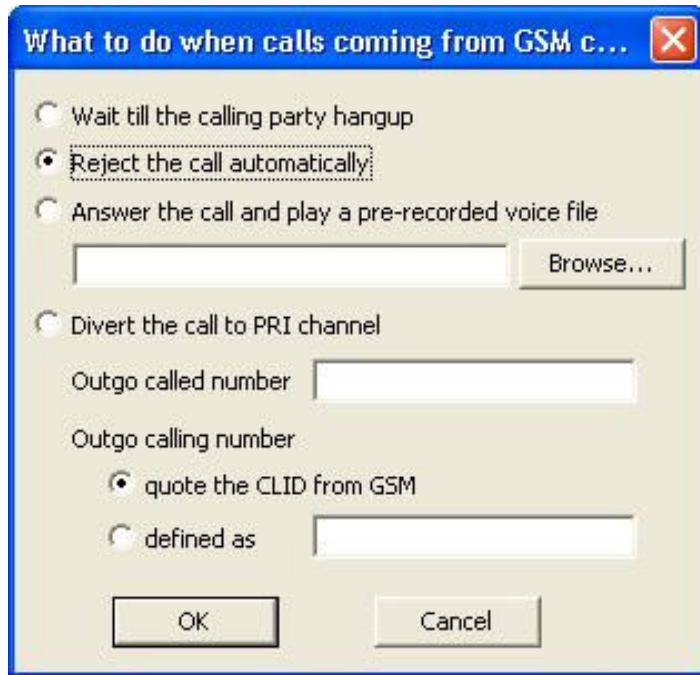 What to do when calls coming from GSM c...
Wait till the calling party hangup
Reject the call automatically
Answer the call and play a pre-recorded voice file
Browse...
Divert the call to PRI channel
Outgo called number
Outgo calling number
quote the CLID from GSM
defined as
OK
Cancel